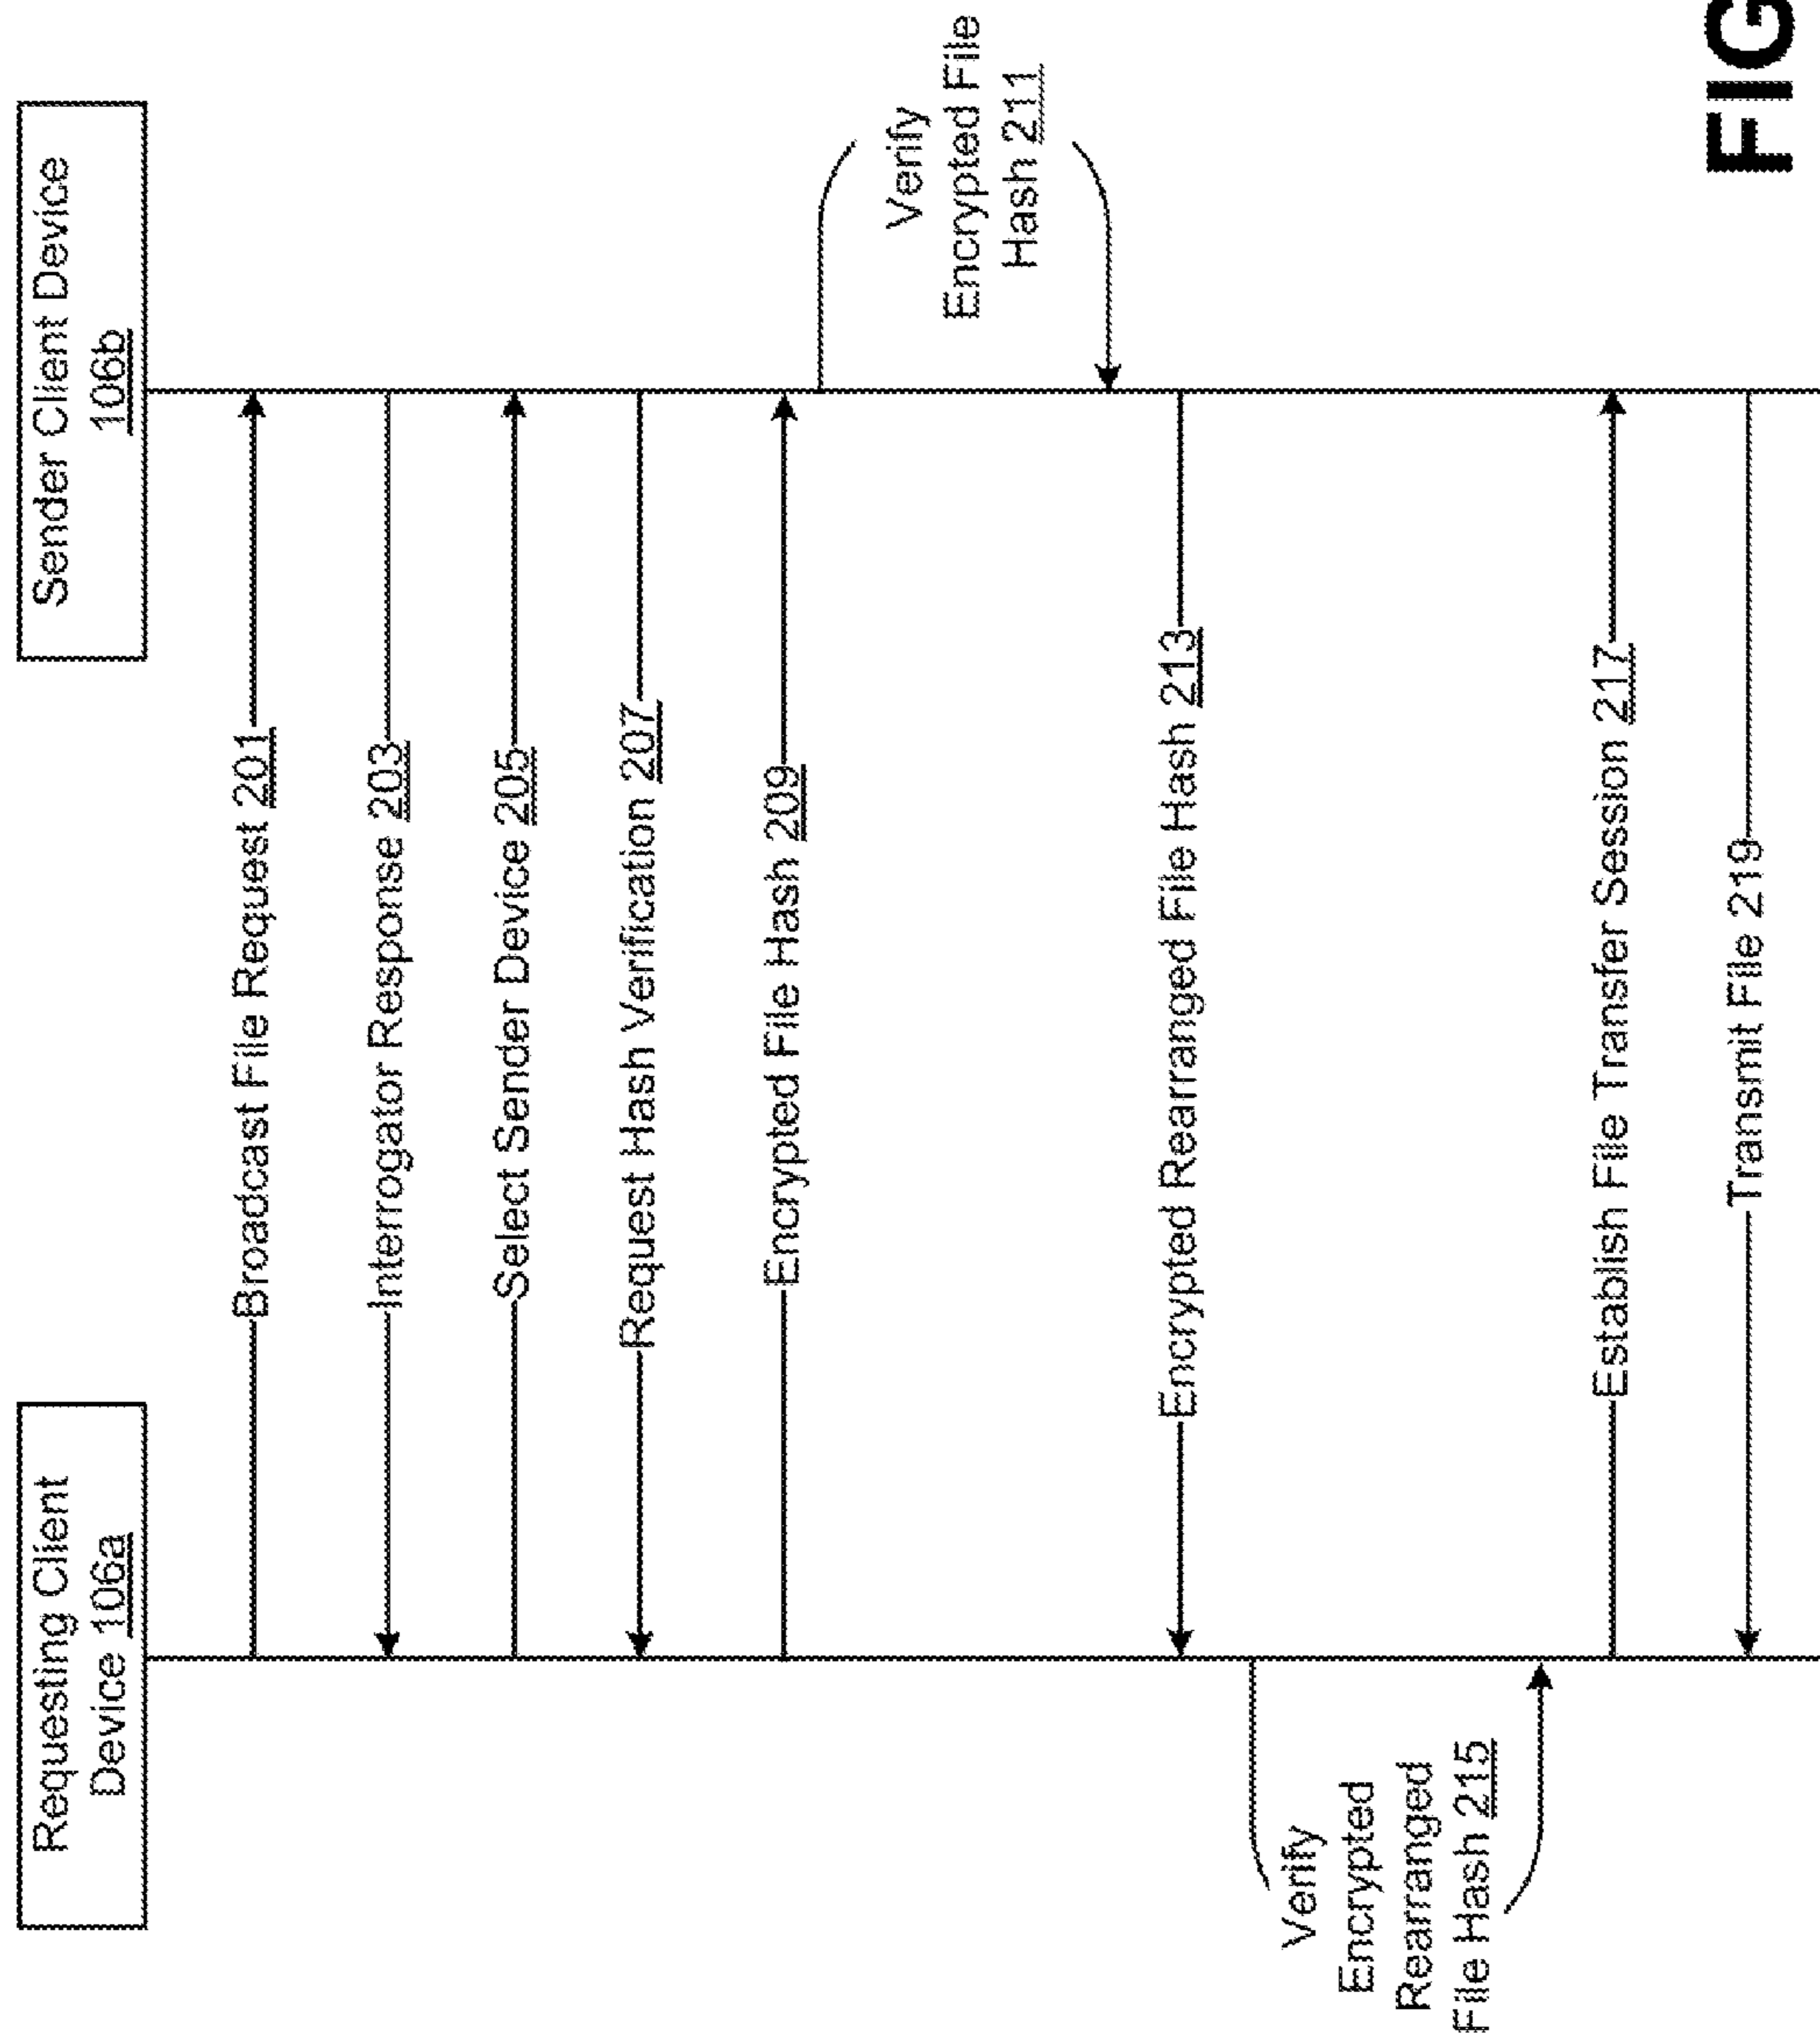 Requesting Client
Device 106a
Sender Client Device
106b
Broadcast File Request 201
Interrogator Response 203
Select Sender Device 205
Request Hash Verification 207
Encrypted File Hash 209
Verify
Encrypted File
Hash 211
Encrypted Rearranged File Hash 213
Verify
Encrypted
Rearranged
File Hash 215
Establish File Transfer Session 217
Transmit File 219
FIG